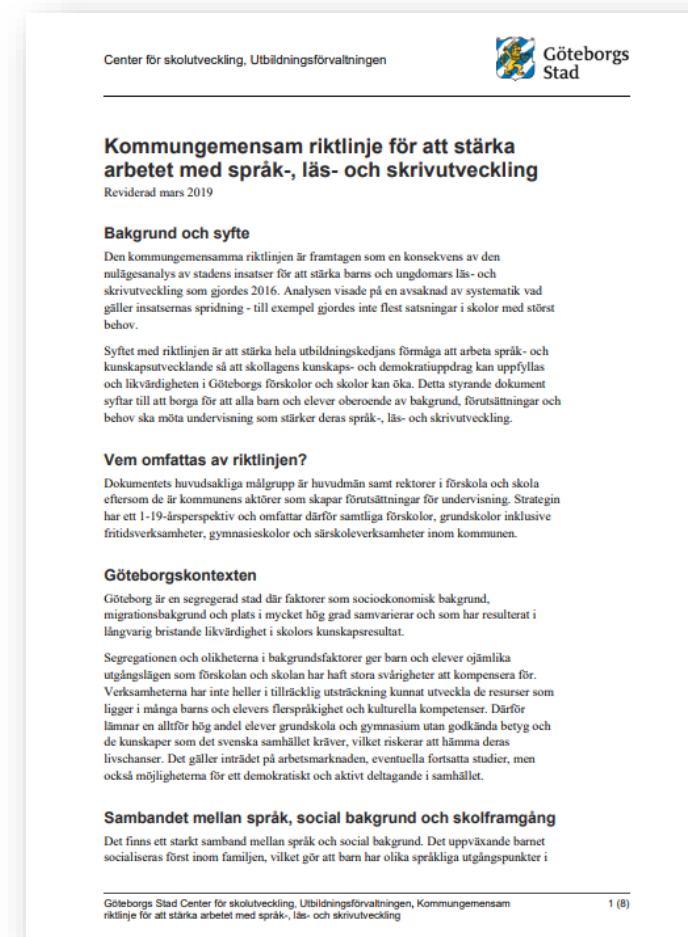 Center för skolutveckling, Utbildningsförvaltningen
Göteborgs
Stad
Kommungemensam riktlinje för att stärka
arbetet med språk-, läs- och skrivutveckling
Reviderad mars 2019
Bakgrund och syfte
Den kommungemensamma riktlinjen är framtagen som en konsekvens av den
nulägesanalys av stadens insatser för att stärka barns och ungdomars läs- och
skrivutveckling som gjordes 2016. Analysen visade på en avsaknad av systematik vad
gäller insatsernas spridning - till exempel gjordes inte flest satsningar i skolor med störst
behov.
Syftet med riktlinjen är att stärka hela utbildningskedjans förmåga att arbeta språk- och
kunskapsutvecklande så att skollagens kunskaps- och demokratiuppdrag kan uppfyllas
och likvärdigheten i Göteborgs förskolor och skolor kan öka. Detta styrande dokument
syftar till att borga för att alla barn och elever oberoende av bakgrund, förutsättningar och
behov ska möta undervisning som stärker deras språk-, läs- och skrivutveckling.
Vem omfattas av riktlinjen?
Dokumentets huvudsakliga målgrupp är huvudmän samt rektorer i förskola och skola
eftersom de är kommunens aktörer som skapar förutsättningar för undervisning. Strategin
har ett 1-19-årsperspektiv och omfattar därför samtliga förskolor, grundskolor inklusive
fritidsverksamheter, gymnasieskolor och särskoleverksamheter inom kommunen.
Göteborgskontexten
Göteborg är en segregerad stad där faktorer som socioekonomisk bakgrund,
migrationsbakgrund och plats i mycket hög grad samvarierar och som har resulterat i
långvarig bristande likvärdighet i skolors kunskapsresultat.
Segregationen och olikheterna i bakgrundsfaktorer ger barn och elever ojämlika
utgångslägen som förskolan och skolan har haft stora svårigheter att kompensera för.
Verksamheterna har inte heller i tillräcklig utsträckning kunnat utveckla de resurser som
ligger i många barns och elevers flerspråkighet och kulturella kompetenser. Därför
lämnar en alltför hög andel elever grundskola och gymnasium utan godkända betyg och
de kunskaper som det svenska samhället kräver, vilket riskerar att hämma deras
livschanser. Det gäller inträdet på arbetsmarknaden, eventuella fortsatta studier, men
också möjligheterna för ett demokratiskt och aktivt deltagande i samhället.
Sambandet mellan språk, social bakgrund och skolframgång
Det finns ett starkt samband mellan språk och social bakgrund. Det uppväxande barnet
socialiseras först inom familjen, vilket gör att barn har olika språkliga utgångspunkter i
Göteborgs Stad Center för skolutveckling, Utbildningsförvaltningen, Kommungemensam
riktlinje för att stärka arbetet med språk-, läs- och skrivutveckling
1 (8)